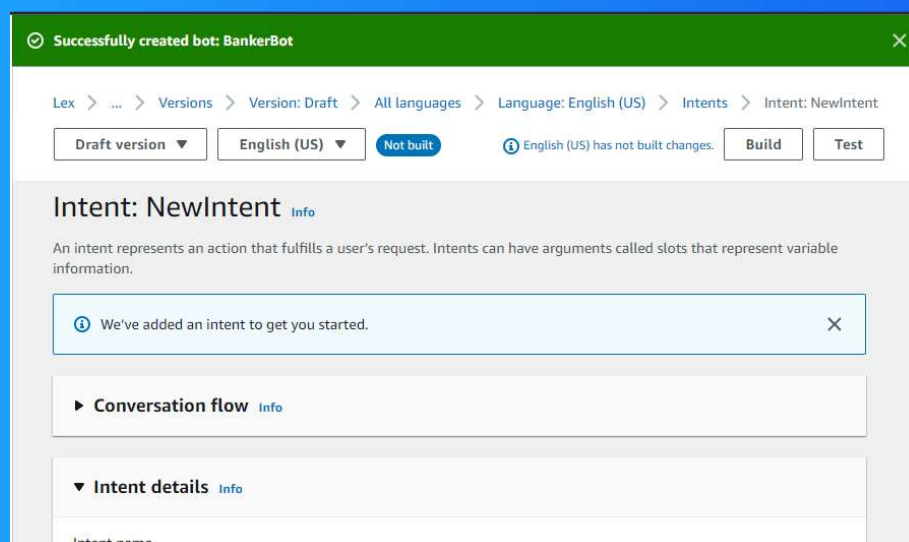 Successfully created bot: BankerBot
Lex > ... > Versions > Version: Draft > All languages > Language: English (US) > Intents > Intent: NewIntent
Draft version English (US) Not built English (US) has not built changes. Build Test
Intent: NewIntent Info
An intent represents an action that fulfills a user's request. Intents can have arguments called slots that represent variable
information.
We've added an intent to get you started.
Conversation flow Info
Intent details Info
Intent name